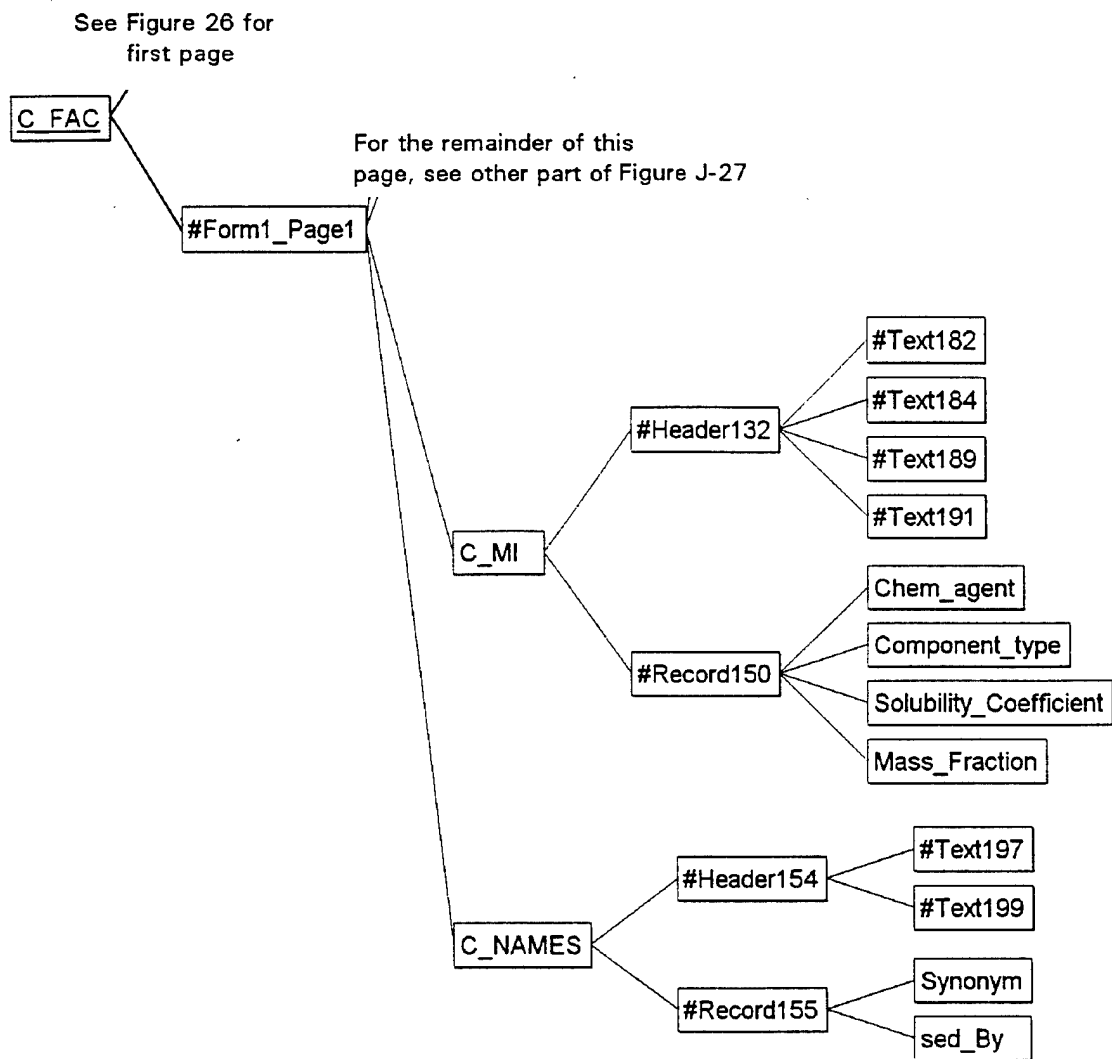 See Figure 26 for
first page
C_FAC
For the remainder of this
page, see other part of Figure J-27
#Form1_Page1
#Text182
#Text184
#Header132
#Text189
#Text191
C_MI
Chem_agent
Component_type
#Record150
Solubility_Coefficient
Mass_Fraction
#Text197
#Header154
#Text199
C_NAMES
Synonym
#Record155
sed_By